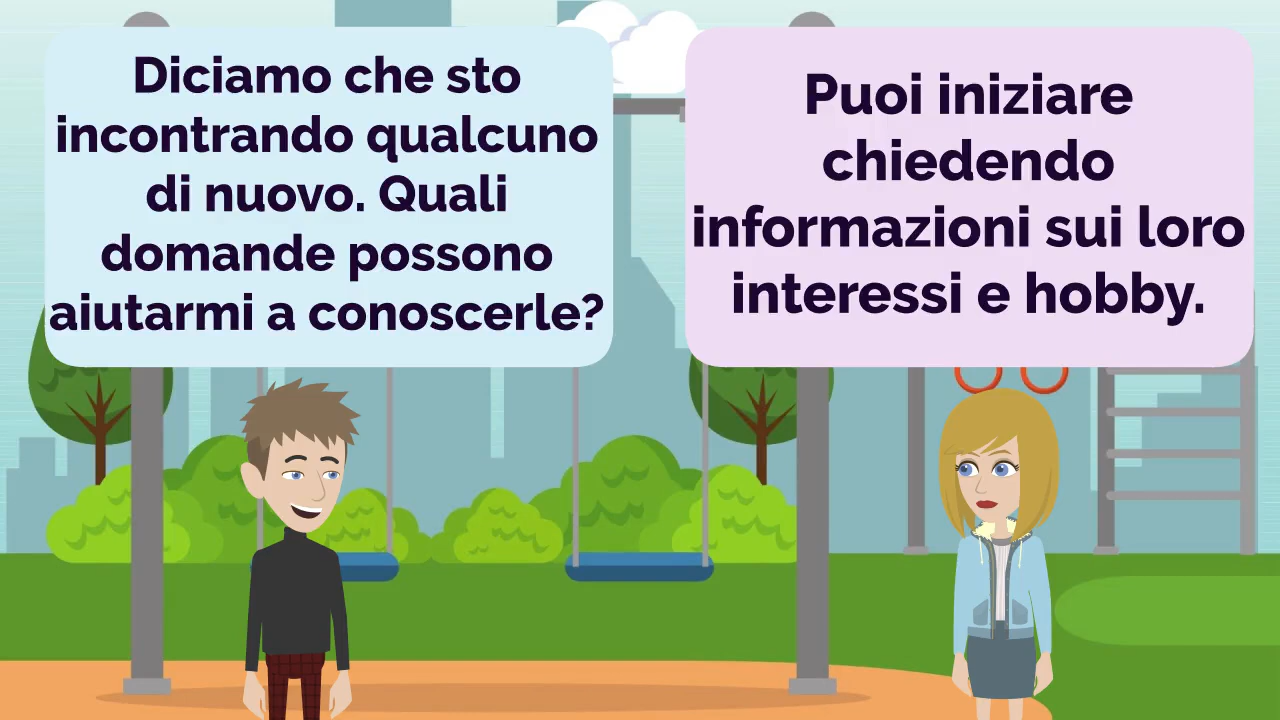 Diciamo che sto
incontrando qualcuno
di nuovo. Quali
domande possono
aiutarmi a conoscerle?
Puoi iniziare
chiedendo
informazioni sui loro
interessi e hobby.